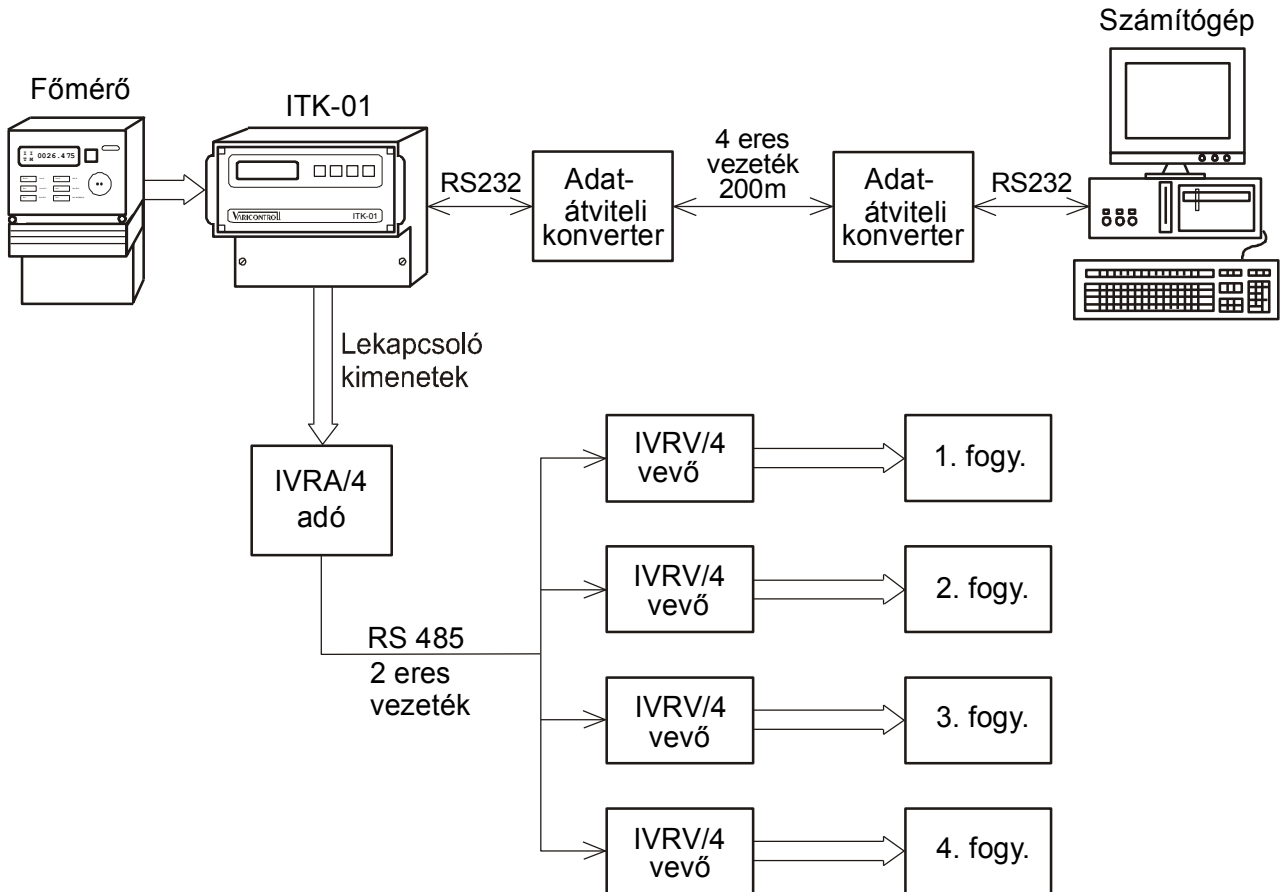 Számítógép
Főmérő
ITK-01
0026.475
VARICONTROLL
ITK-01
RS232
Adat-
átviteli
konverter
4 eres
vezeték
200m
Adat-
átviteli
konverter
RS232
Lekapcsoló
kimenetek
IVRA/4
adó
RS 485
2 eres
vezeték
IVRV/4
vevő
1. fogy.
IVRV/4
vevő
2. fogy.
IVRV/4
vevő
3. fogy.
IVRV/4
vevő
4. fogy.